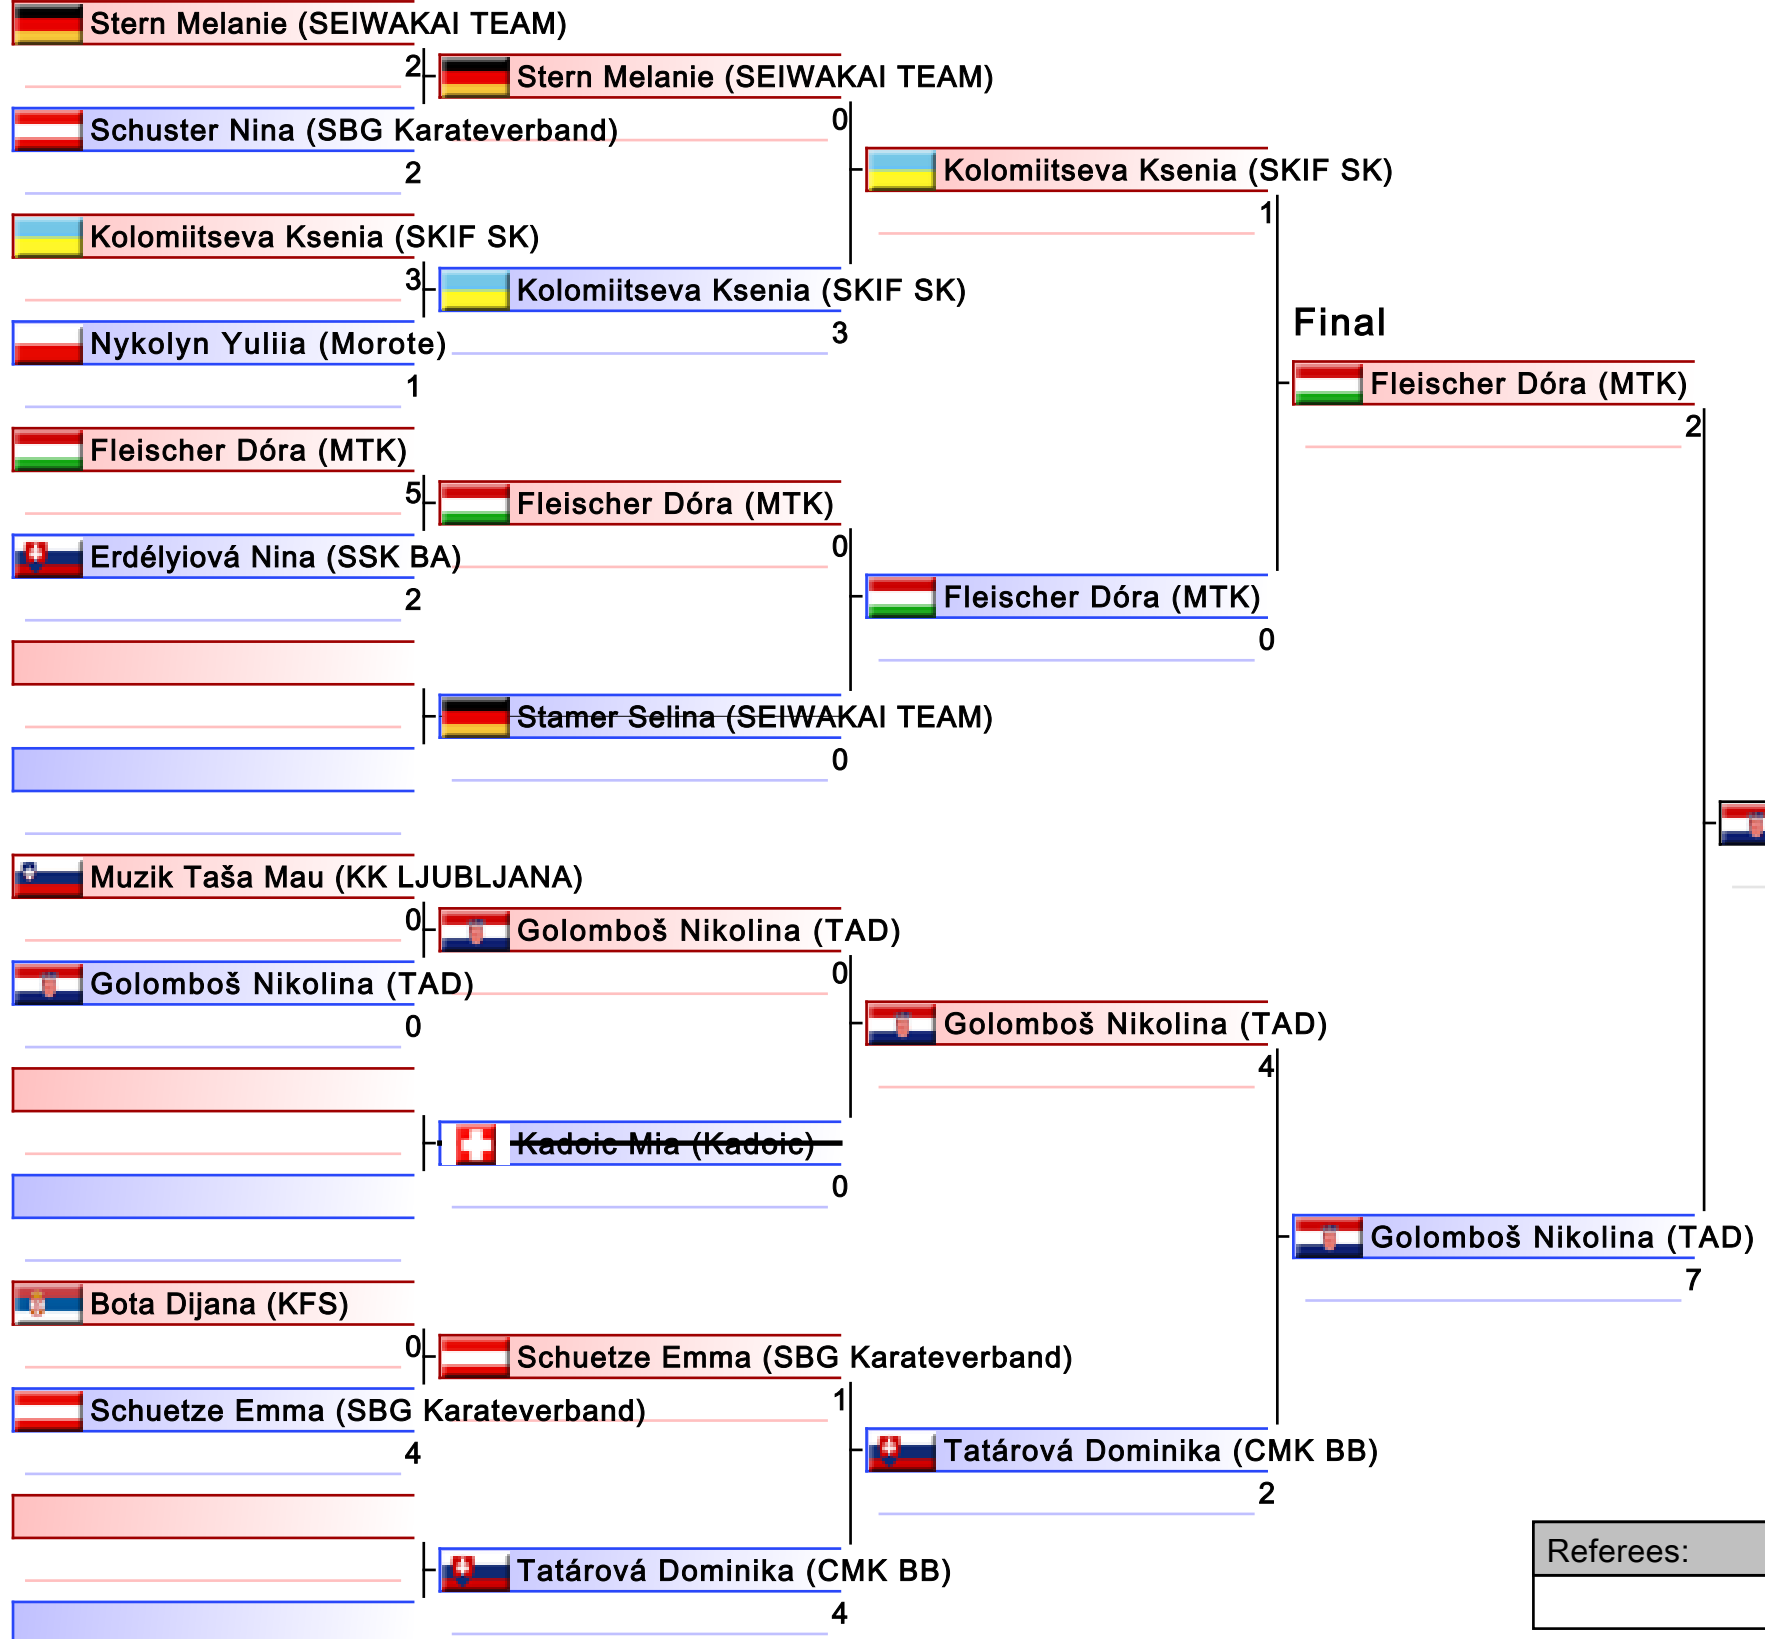 Stern Melanie (SEIWAKAI TEAM)
2
Stern Melanie (SEIWAKAI TEAM)
0
Schuster Nina (SBG Karateverband)
2
Kolomiitseva Ksenia (SKIF SK)
1
Kolomiitseva Ksenia (SKIF SK)
3
Kolomiitseva Ksenia (SKIF SK)
3
Nykolyn Yuliia (Morote)
1
Final
Fleischer Dóra (MTK)
2
Fleischer Dóra (MTK)
5
Fleischer Dóra (MTK)
0
Erdélyiová Nina (SSK BA)
2
Fleischer Dóra (MTK)
0
Stamer Selina (SEIWAKAI TEAM)
0
Muzik Taša Mau (KK LJUBLJANA)
0
Golomboš Nikolina (TAD)
0
Golomboš Nikolina (TAD)
0
Golomboš Nikolina (TAD)
4
Kadoic Mia (Kadoic)
0
Golomboš Nikolina (TAD)
7
Bota Dijana (KFS)
0
Schuetze Emma (SBG Karateverband)
1
Schuetze Emma (SBG Karateverband)
4
Tatárová Dominika (CMK BB)
2
Tatárová Dominika (CMK BB)
4
Referees: